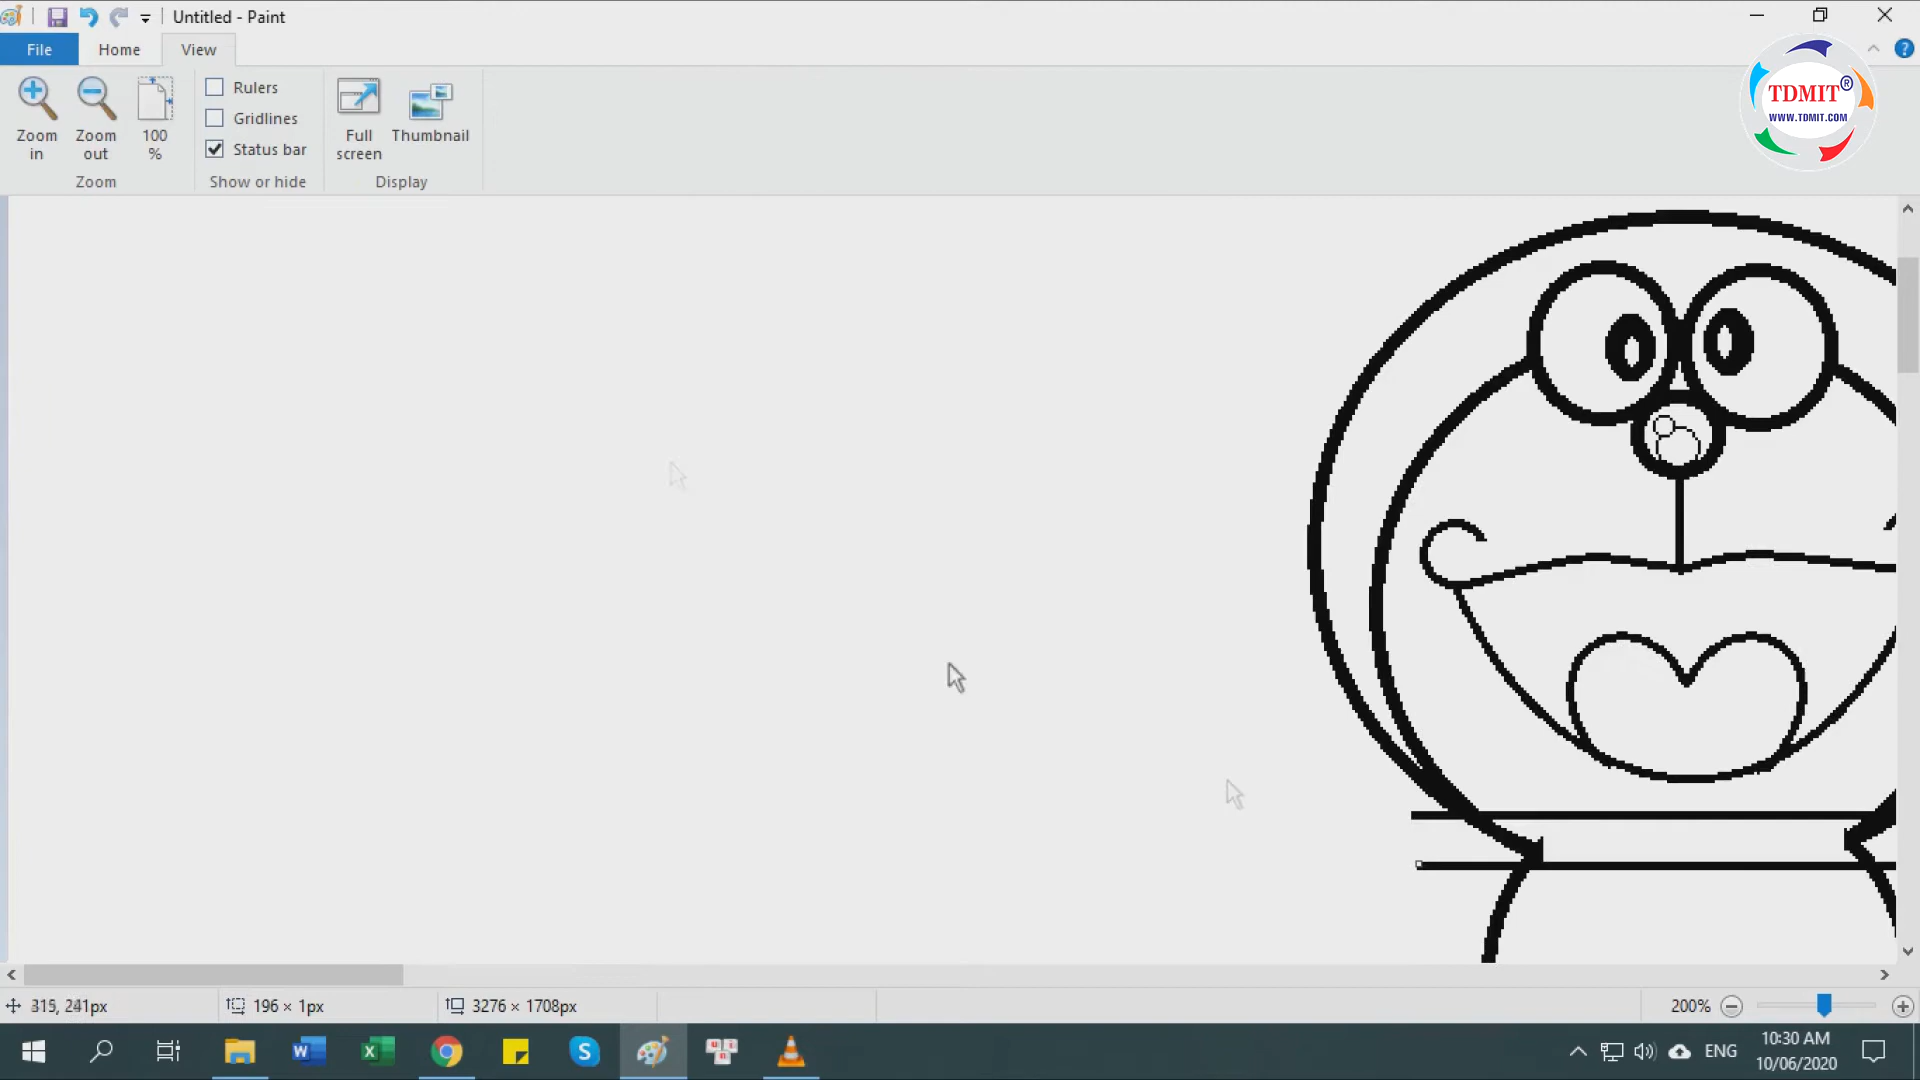 Untitled - Paint
File
Home
View
Zoom in
Zoom out
100 %
Rulers
Gridlines
Status bar
Full screen
Thumbnail
Zoom
Show or hide
Display
TDMIT®
WWW.TDMIT.COM
315, 241px
196 × 1px
3276 × 1708px
200%
ENG
10:30 AM
10/06/2020